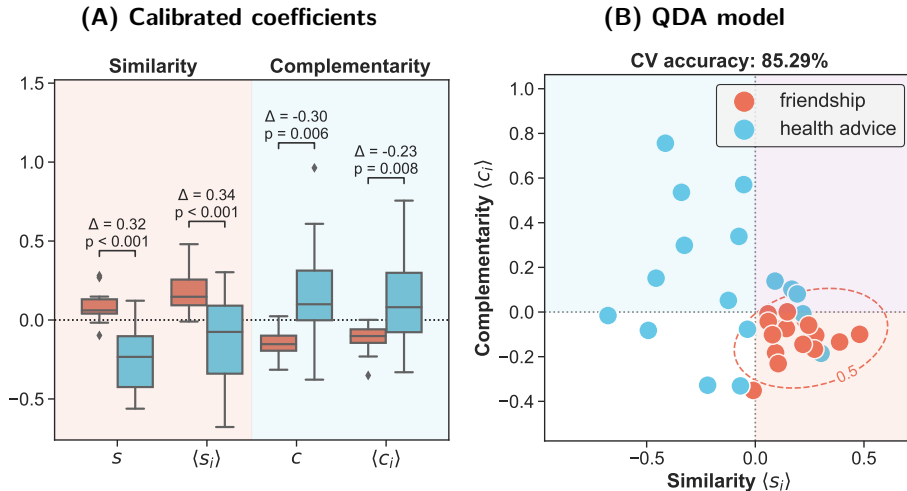 (A) Calibrated coefficients
Similarity
Complementarity
1.5
1.0
0.5
0.0
−0.5
Δ = 0.32
p < 0.001
Δ = 0.34
p < 0.001
Δ = -0.30
p = 0.006
Δ = -0.23
p = 0.008
s
⟨sᵢ⟩
c
⟨cᵢ⟩
(B) QDA model
CV accuracy: 85.29%
friendship
health advice
Complementarity ⟨cᵢ⟩
1.0
0.8
0.6
0.4
0.2
0.0
−0.2
−0.4
0.5
−0.5
0.0
0.5
Similarity ⟨sᵢ⟩